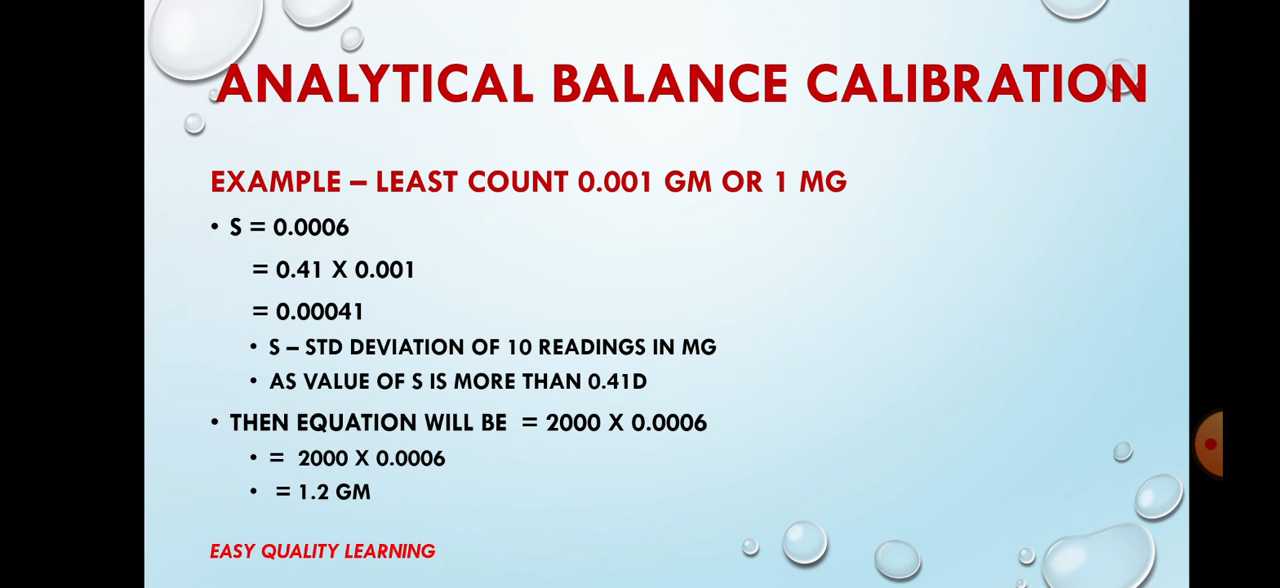 ANALYTICAL BALANCE CALIBRATION
EXAMPLE – LEAST COUNT 0.001 GM OR 1 MG
• S = 0.0006
= 0.41 X 0.001
= 0.00041
• S – STD DEVIATION OF 10 READINGS IN MG
• AS VALUE OF S IS MORE THAN 0.41D
• THEN EQUATION WILL BE = 2000 X 0.0006
• = 2000 X 0.0006
• = 1.2 GM
EASY QUALITY LEARNING